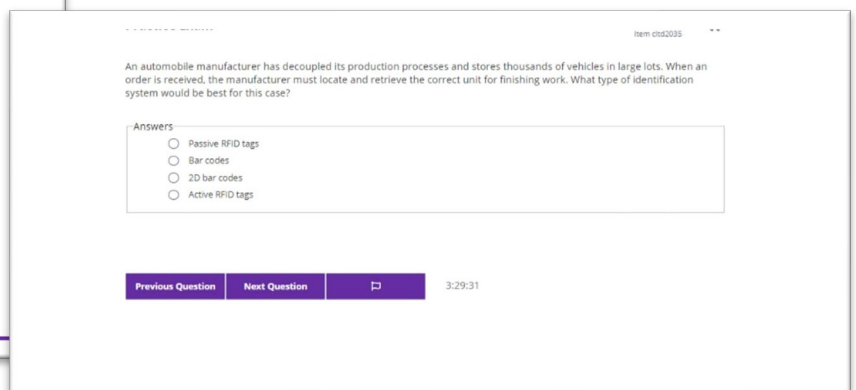 Item cltd2035
An automobile manufacturer has decoupled its production processes and stores thousands of vehicles in large lots. When an
order is received, the manufacturer must locate and retrieve the correct unit for finishing work. What type of identification
system would be best for this case?
Answers
Passive RFID tags
Bar codes
2D bar codes
Active RFID tags
Previous Question Next Question 3:29:31